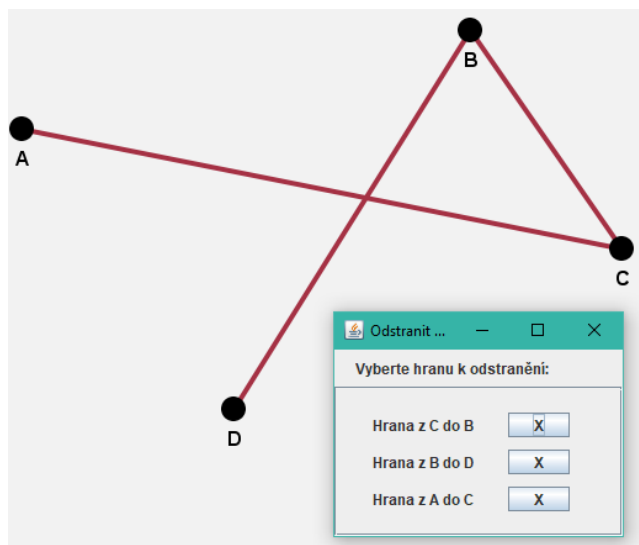 B
A
C
Odstranit ...
Vyberte hranu k odstranění:
Hrana z C do B X
Hrana z B do D X
D
Hrana z A do C X